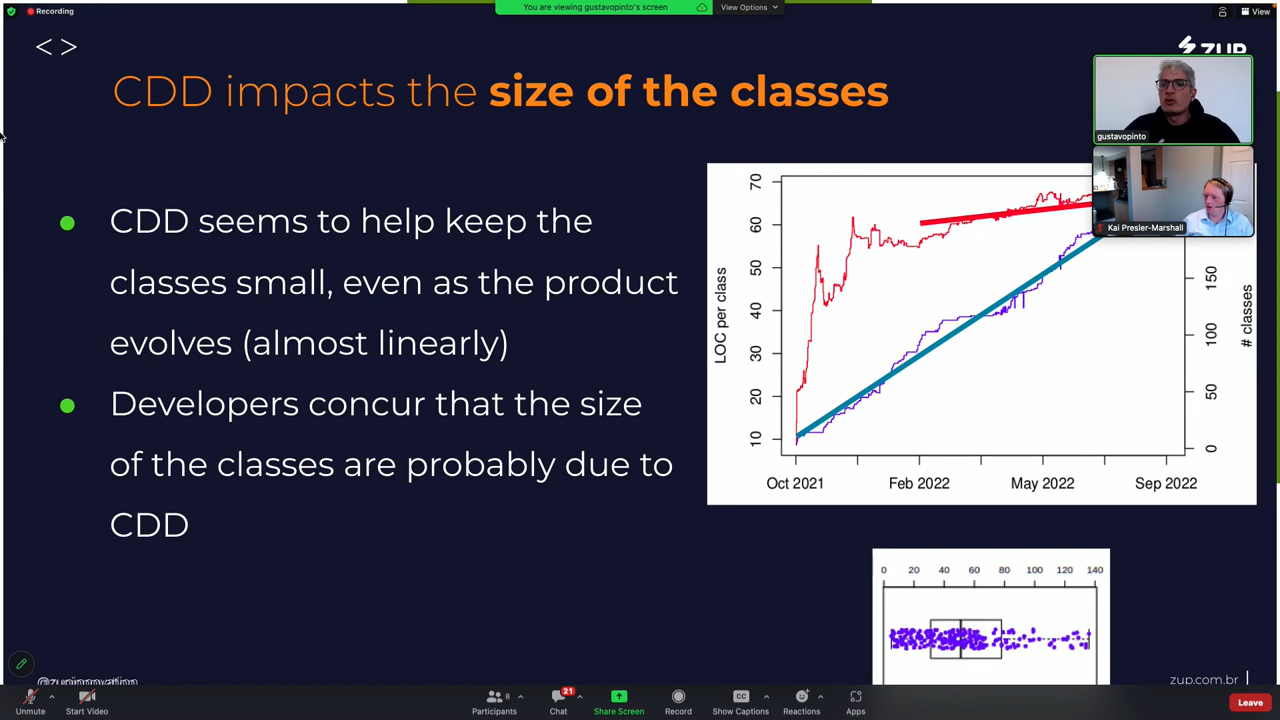 Recording
You are viewing gustavopinto's screen
View Options
View
< >
ZUP
CDD impacts the size of the classes
gustavopinto
Kai Presler-Marshall
CDD seems to help keep the
classes small, even as the product
evolves (almost linearly)
Developers concur that the size
of the classes are probably due to
CDD
LOC per class
70
60
50
40
30
20
10
150
100
50
0
# classes
Oct 2021
Feb 2022
May 2022
Sep 2022
0 20 40 60 80 100 120 140
@zupinnovation
zup.com.br
Unmute
Start Video
8
Participants
21
Chat
Share Screen
Record
CC
Show Captions
Reactions
Apps
Leave